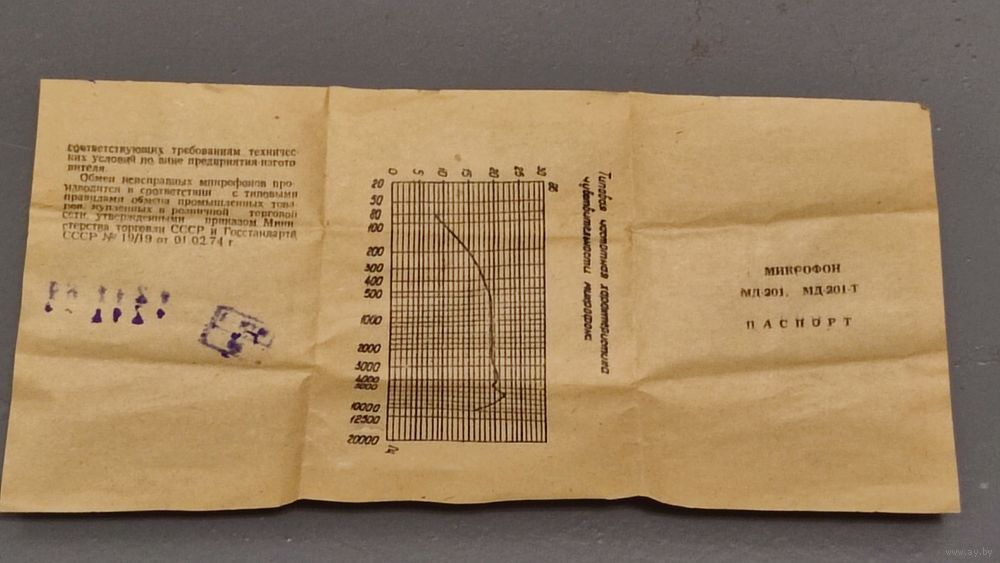 соответствующих требованиям техничес-
ких условий по вине предприятия-изгото
вителя.
Обмен неисправных микрофонов про-
изводится в соответствии с типовыми
правилами обмена промышленных това-
ров, купленных в розничной торговой
сети, утвержденными приказом Мини-
стерства торговли СССР и Госстандарта
СССР № 19/19 от 01.02.74 г.
Типовая частотная характеристика
чувствительности микрофона
дБ
0 5 10 15 20 25 30
20
50
80
100
200
300
400
500
1000
2000
3000
4000
5000
10000
12500
20000
Гц
МИКРОФОН
МД-201, МД-201-Т
ПАСПОРТ
www.ay.by